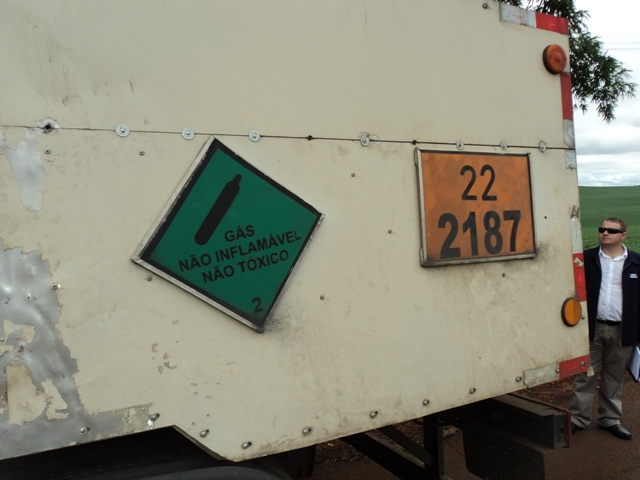 GÁS
NÃO INFLAMÁVEL
NÃO TÓXICO
2
22
2187